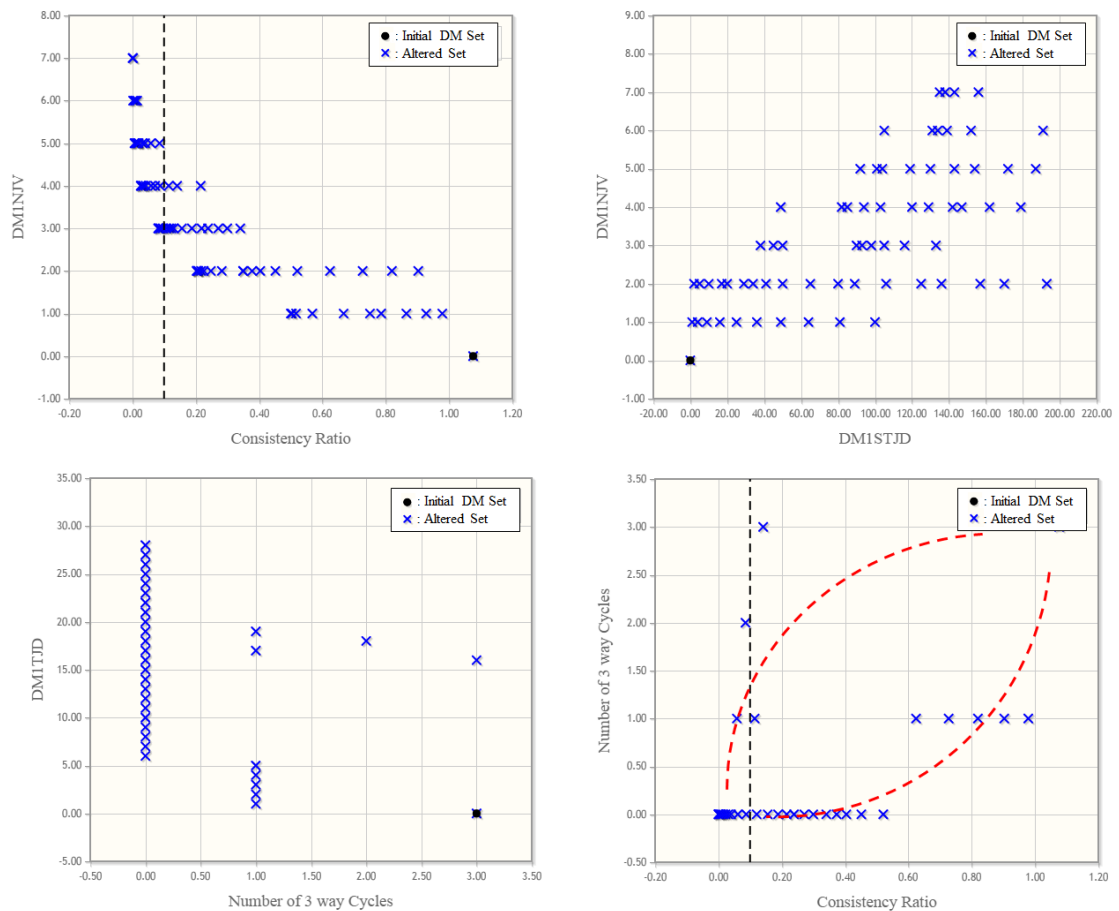 8.00
7.00
6.00
5.00
4.00
3.00
2.00
1.00
0.00
-1.00
DM1NJV
-0.20 0.00 0.20 0.40 0.60 0.80 1.00 1.20
Consistency Ratio
: Initial DM Set
: Altered Set
9.00
8.00
7.00
6.00
5.00
4.00
3.00
2.00
1.00
0.00
-1.00
DM1NJV
-20.00 0.00 20.00 40.00 60.00 80.00 100.00 120.00 140.00 160.00 180.00 200.00 220.00
DM1STJD
: Initial DM Set
: Altered Set
35.00
30.00
25.00
20.00
15.00
10.00
5.00
0.00
-5.00
DM1TJD
-0.50 0.00 0.50 1.00 1.50 2.00 2.50 3.00 3.50
Number of 3 way Cycles
: Initial DM Set
: Altered Set
3.50
3.00
2.50
2.00
1.50
1.00
0.50
0.00
-0.50
Number of 3 way Cycles
-0.20 0.00 0.20 0.40 0.60 0.80 1.00 1.20
Consistency Ratio
: Initial DM Set
: Altered Set